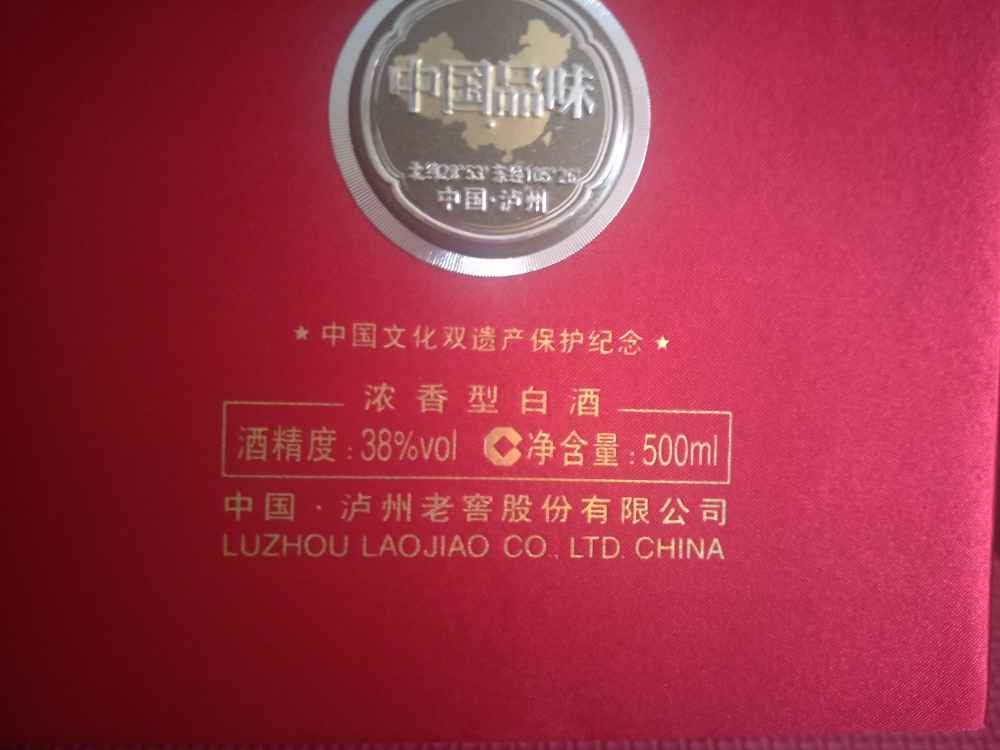 中国品味
北纬28°53′东经105°26′
中国·泸州
★中国文化双遗产保护纪念★
浓香型白酒
酒精度:38%vol C净含量:500ml
中国·泸州老窖股份有限公司
LUZHOU LAOJIAO CO., LTD. CHINA